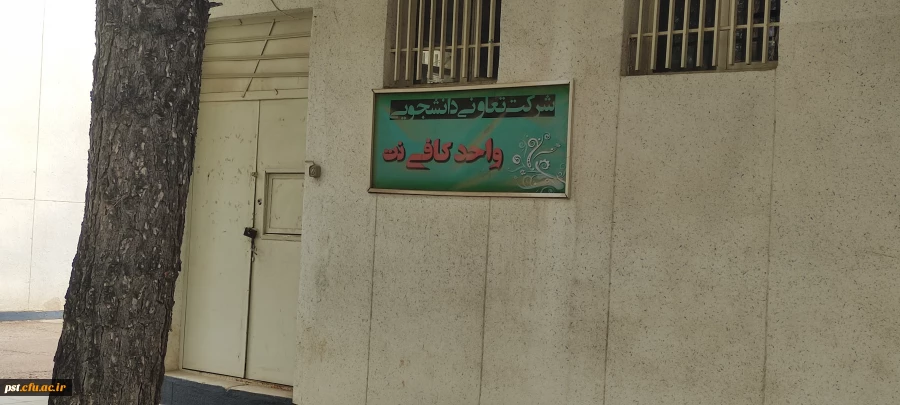 شرکت تعاونی دانشجویی
واحد کافی نت
pst.cfu.ac.ir